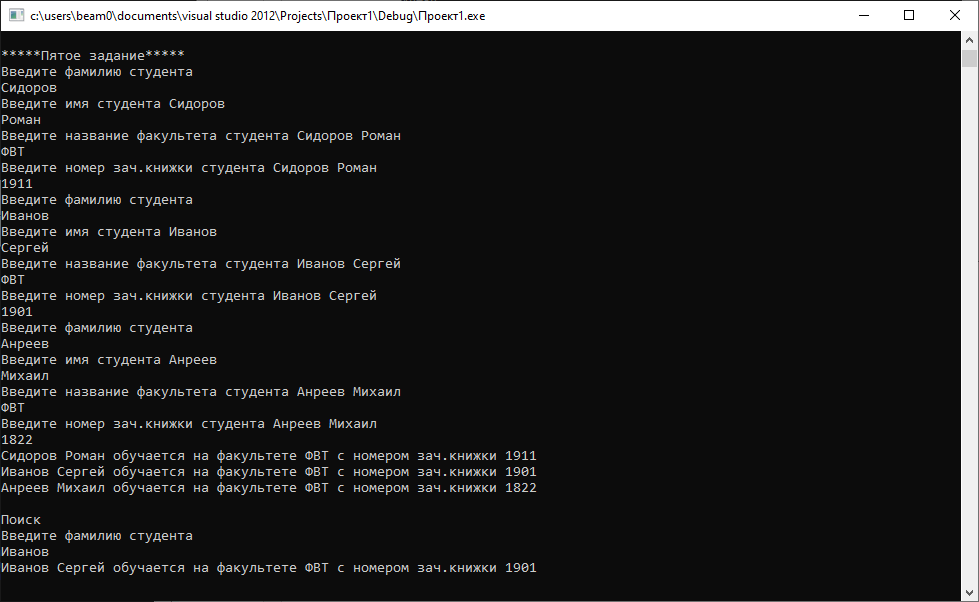 c:\users\beam0\documents\visual studio 2012\Projects\Проект1\Debug\Проект1.exe
*****Пятое задание*****
Введите фамилию студента
Сидоров
Введите имя студента Сидоров
Роман
Введите название факультета студента Сидоров Роман
ФВТ
Введите номер зач.книжки студента Сидоров Роман
1911
Введите фамилию студента
Иванов
Введите имя студента Иванов
Сергей
Введите название факультета студента Иванов Сергей
ФВТ
Введите номер зач.книжки студента Иванов Сергей
1901
Введите фамилию студента
Анреев
Введите имя студента Анреев
Михаил
Введите название факультета студента Анреев Михаил
ФВТ
Введите номер зач.книжки студента Анреев Михаил
1822
Сидоров Роман обучается на факультете ФВТ с номером зач.книжки 1911
Иванов Сергей обучается на факультете ФВТ с номером зач.книжки 1901
Анреев Михаил обучается на факультете ФВТ с номером зач.книжки 1822
Поиск
Введите фамилию студента
Иванов
Иванов Сергей обучается на факультете ФВТ с номером зач.книжки 1901